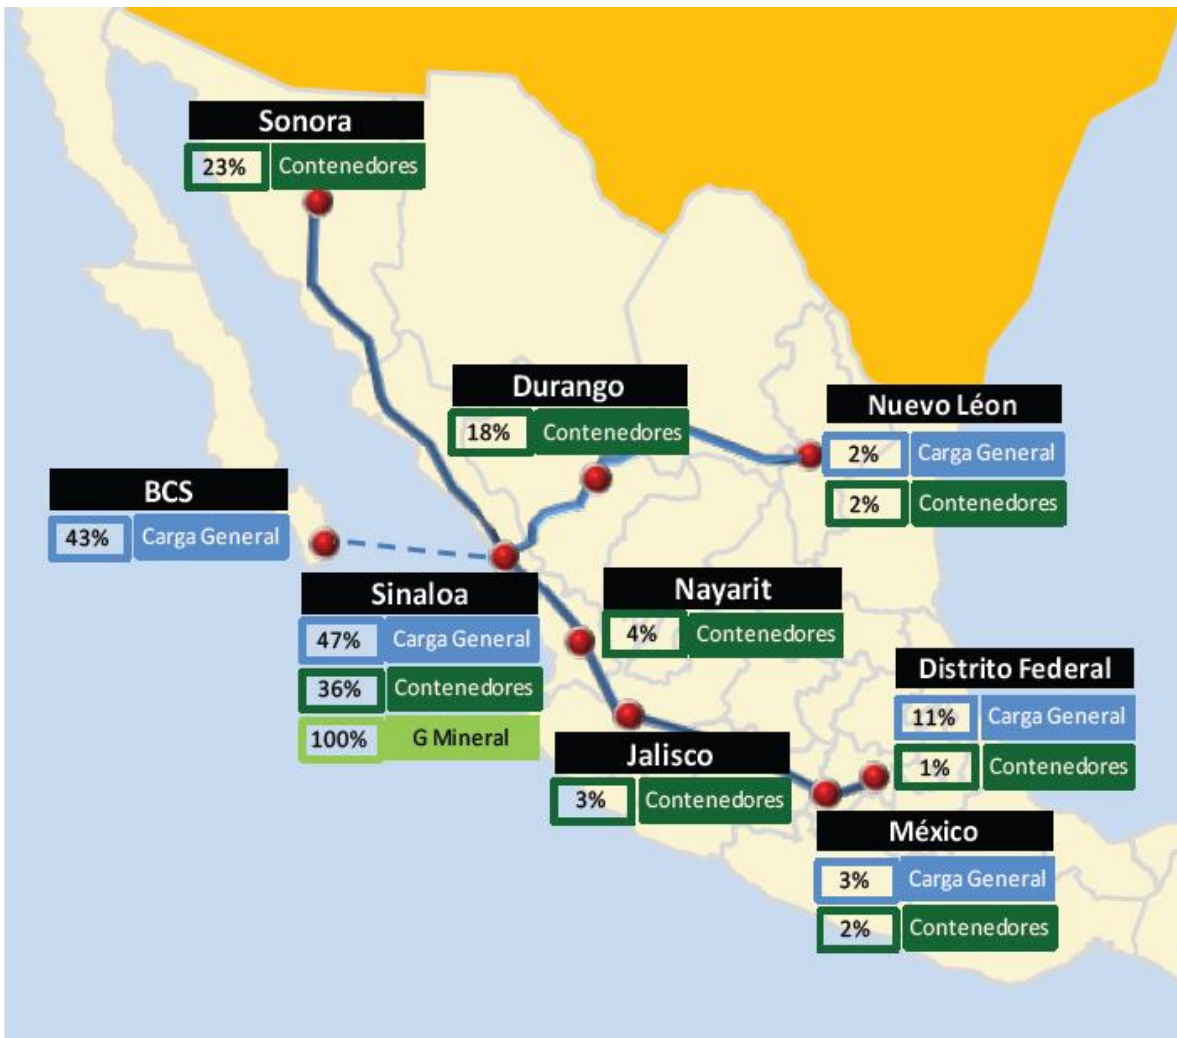 Sonora
23% Contenedores
Durango
18% Contenedores
Nuevo Léon
2% Carga General
2% Contenedores
BCS
43% Carga General
Sinaloa
47% Carga General
36% Contenedores
100% G Mineral
Nayarit
4% Contenedores
Distrito Federal
11% Carga General
1% Contenedores
Jalisco
3% Contenedores
México
3% Carga General
2% Contenedores